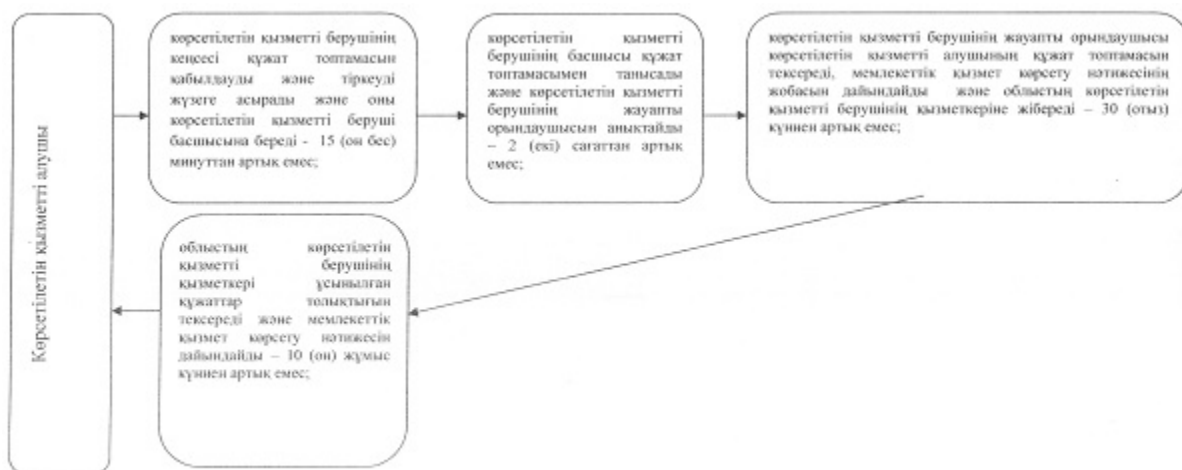 Көрсетілетін қызметті алушы
көрсетілетін қызметті берушінің
кеңсесі құжат топтамасын
қабылдауды және тіркеуді
жүзеге асырады және оны
көрсетілетін қызметті беруші
басшысына береді - 15 (он бес)
минуттан артық емес;
көрсетілетін қызметті
берушінің басшысы құжат
топтамасымен танысады
және көрсетілетін қызметті
берушінің жауапты
орындаушысын анықтайды
– 2 (екі) сағаттан артық
емес;
көрсетілетін қызметті берушінің жауапты орындаушысы
көрсетілетін қызметті алушының құжат топтамасын
тексереді, мемлекеттік қызмет көрсету нәтижесінің
жобасын дайындайды және облыстың көрсетілетін
қызметті берушінің қызметкеріне жібереді – 30 (отыз)
күннен артық емес;
облыстың көрсетілетін
қызметті берушінің
қызметкері ұсынылған
құжаттар толықтығын
тексереді және мемлекеттік
қызмет көрсету нәтижесін
дайындайды – 10 (он) жұмыс
күннен артық емес;